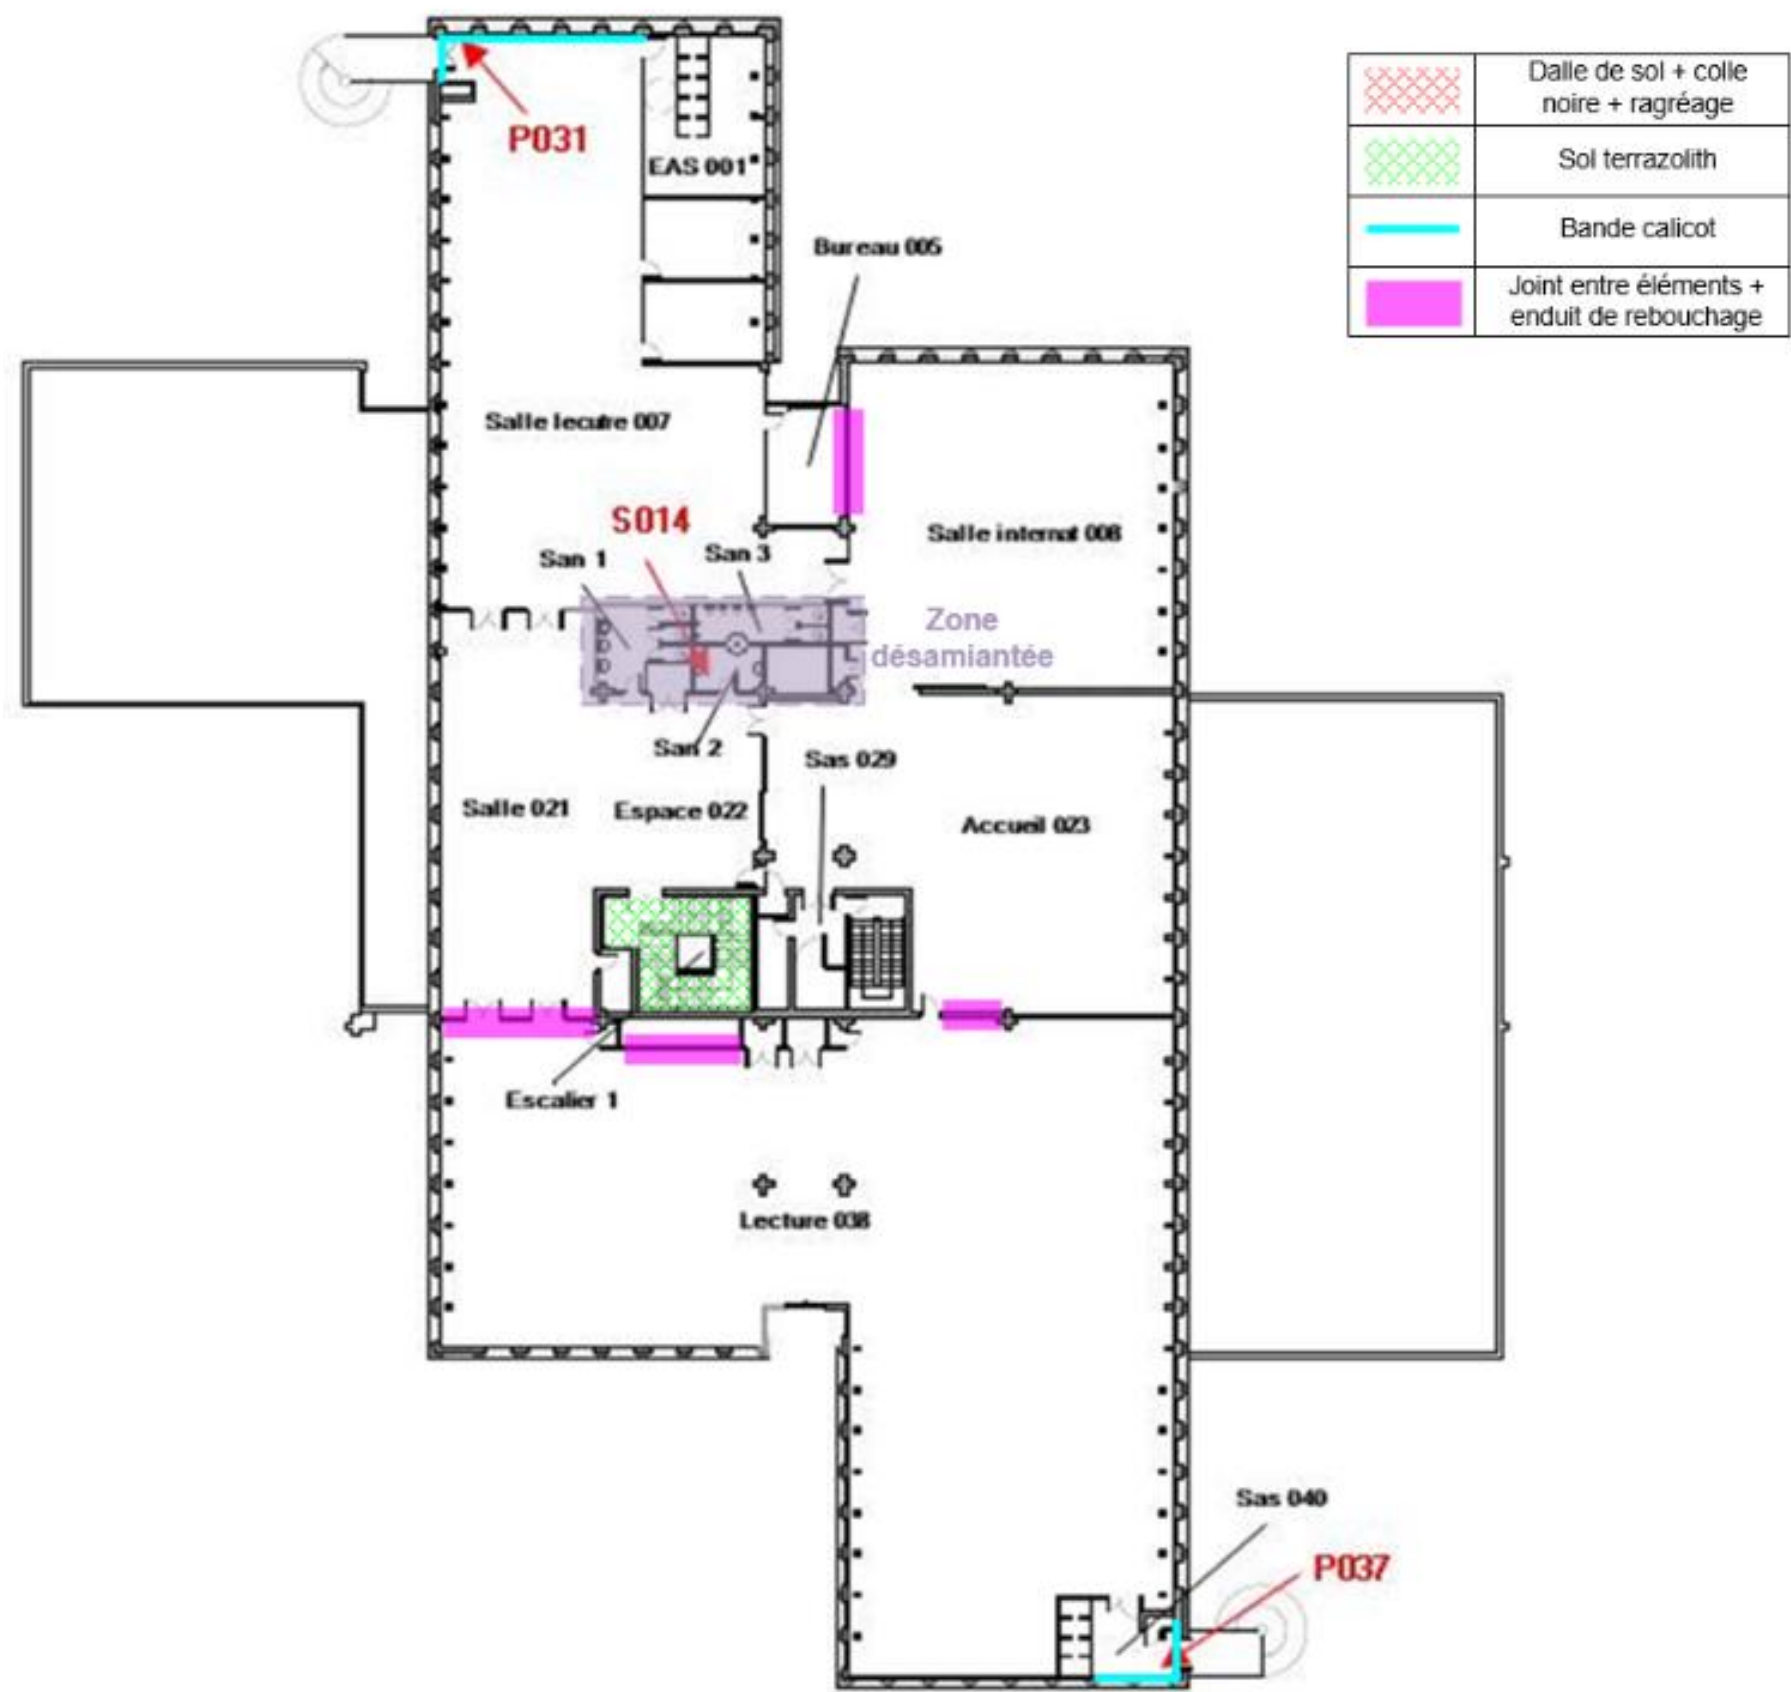 Dalle de sol + colle
noire + ragréage
Sol terrazolith
Bande calicot
Joint entre éléments +
enduit de rebouchage
P031
EAS 001
Bureau 005
Salle lecutre 007
S014
San 1
San 3
Salle internat 008
Zone
désamiantée
San 2
Sas 029
Salle 021
Espace 022
Accueil 023
Escalier 1
Lecture 038
Sas 040
P037